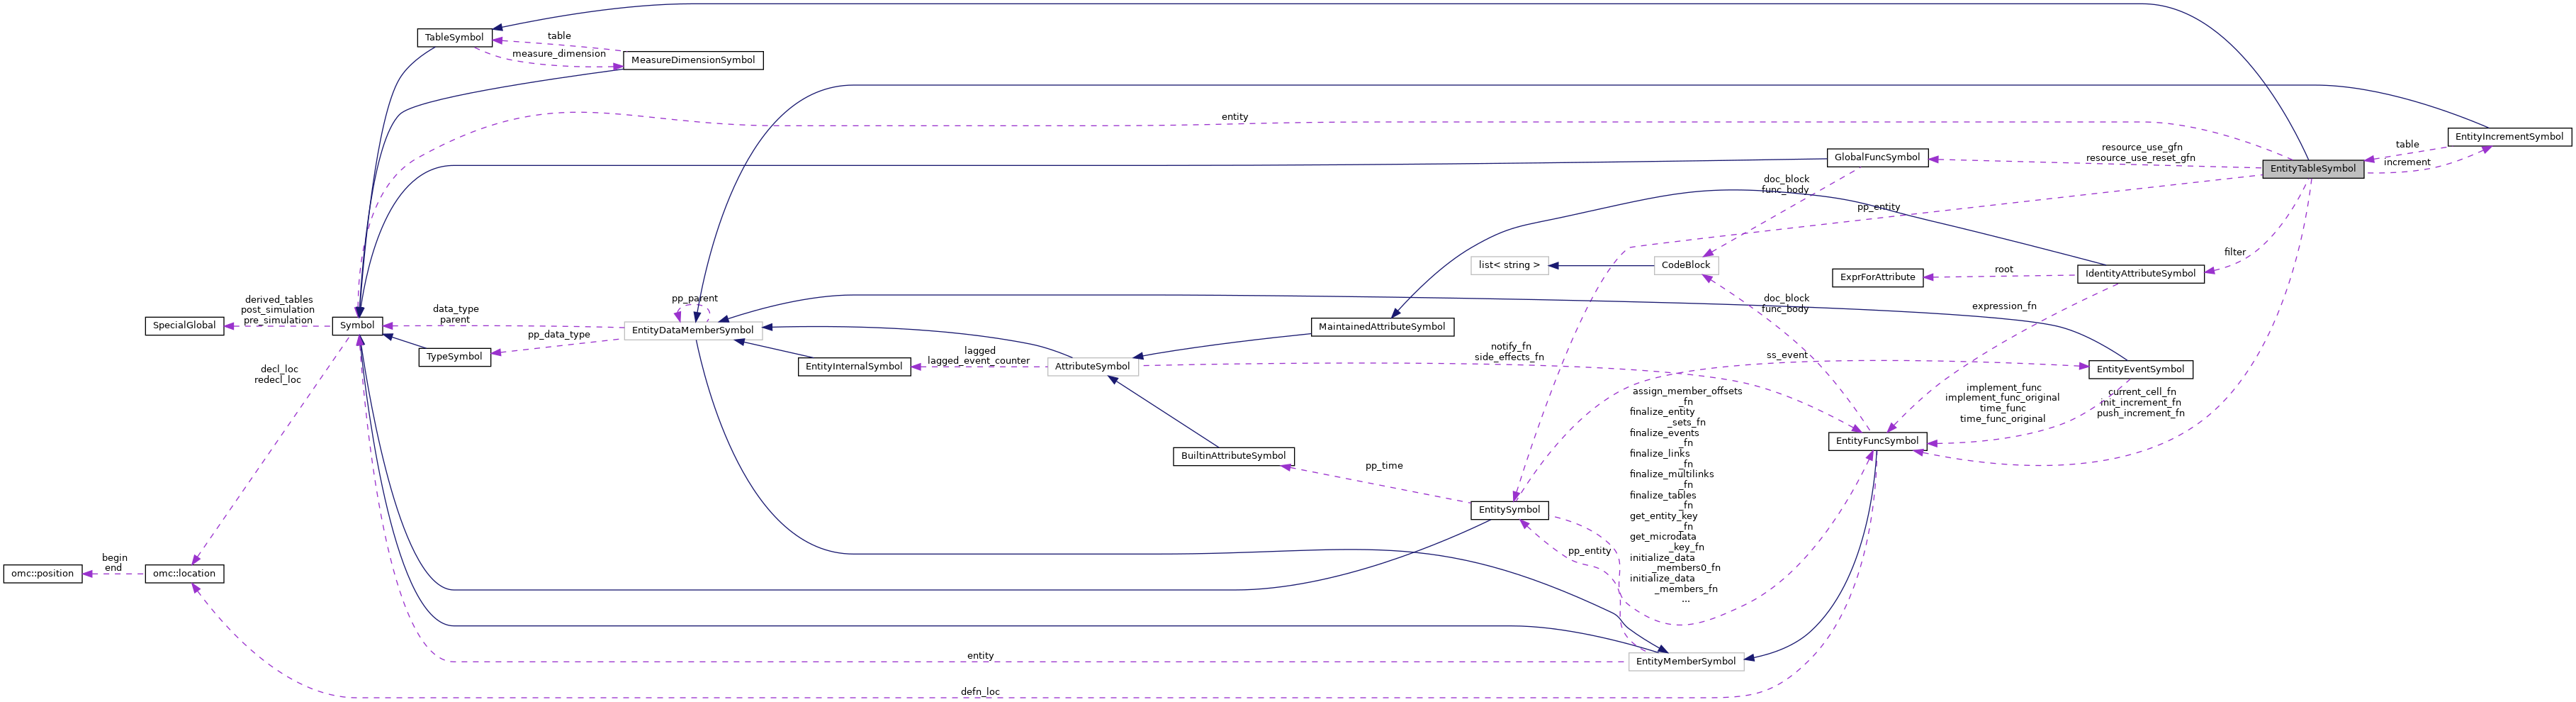 TableSymbol
table
measure_dimension
MeasureDimensionSymbol
entity
EntityIncrementSymbol
table
increment
EntityTableSymbol
GlobalFuncSymbol
resource_use_gfn
resource_use_reset_gfn
doc_block
func_body
pp_entity
filter
list< string >
CodeBlock
ExprForAttribute
root
IdentityAttributeSymbol
SpecialGlobal
derived_tables
post_simulation
pre_simulation
Symbol
data_type
parent
pp_parent
EntityDataMemberSymbol
pp_data_type
TypeSymbol
MaintainedAttributeSymbol
doc_block
func_body
expression_fn
EntityInternalSymbol
lagged
lagged_event_counter
AttributeSymbol
notify_fn
side_effects_fn
ss_event
EntityEventSymbol
decl_loc
redecl_loc
implement_func
implement_func_original
time_func
time_func_original
current_cell_fn
init_increment_fn
push_increment_fn
assign_member_offsets
_fn
finalize_entity
_sets_fn
finalize_events
_fn
finalize_links
_fn
finalize_multilinks
_fn
finalize_tables
_fn
get_entity_key
_fn
get_microdata
_key_fn
initialize_data
_members0_fn
initialize_data
_members_fn
...
EntityFuncSymbol
BuiltinAttributeSymbol
pp_time
EntitySymbol
pp_entity
omc::position
begin
end
omc::location
entity
EntityMemberSymbol
defn_loc